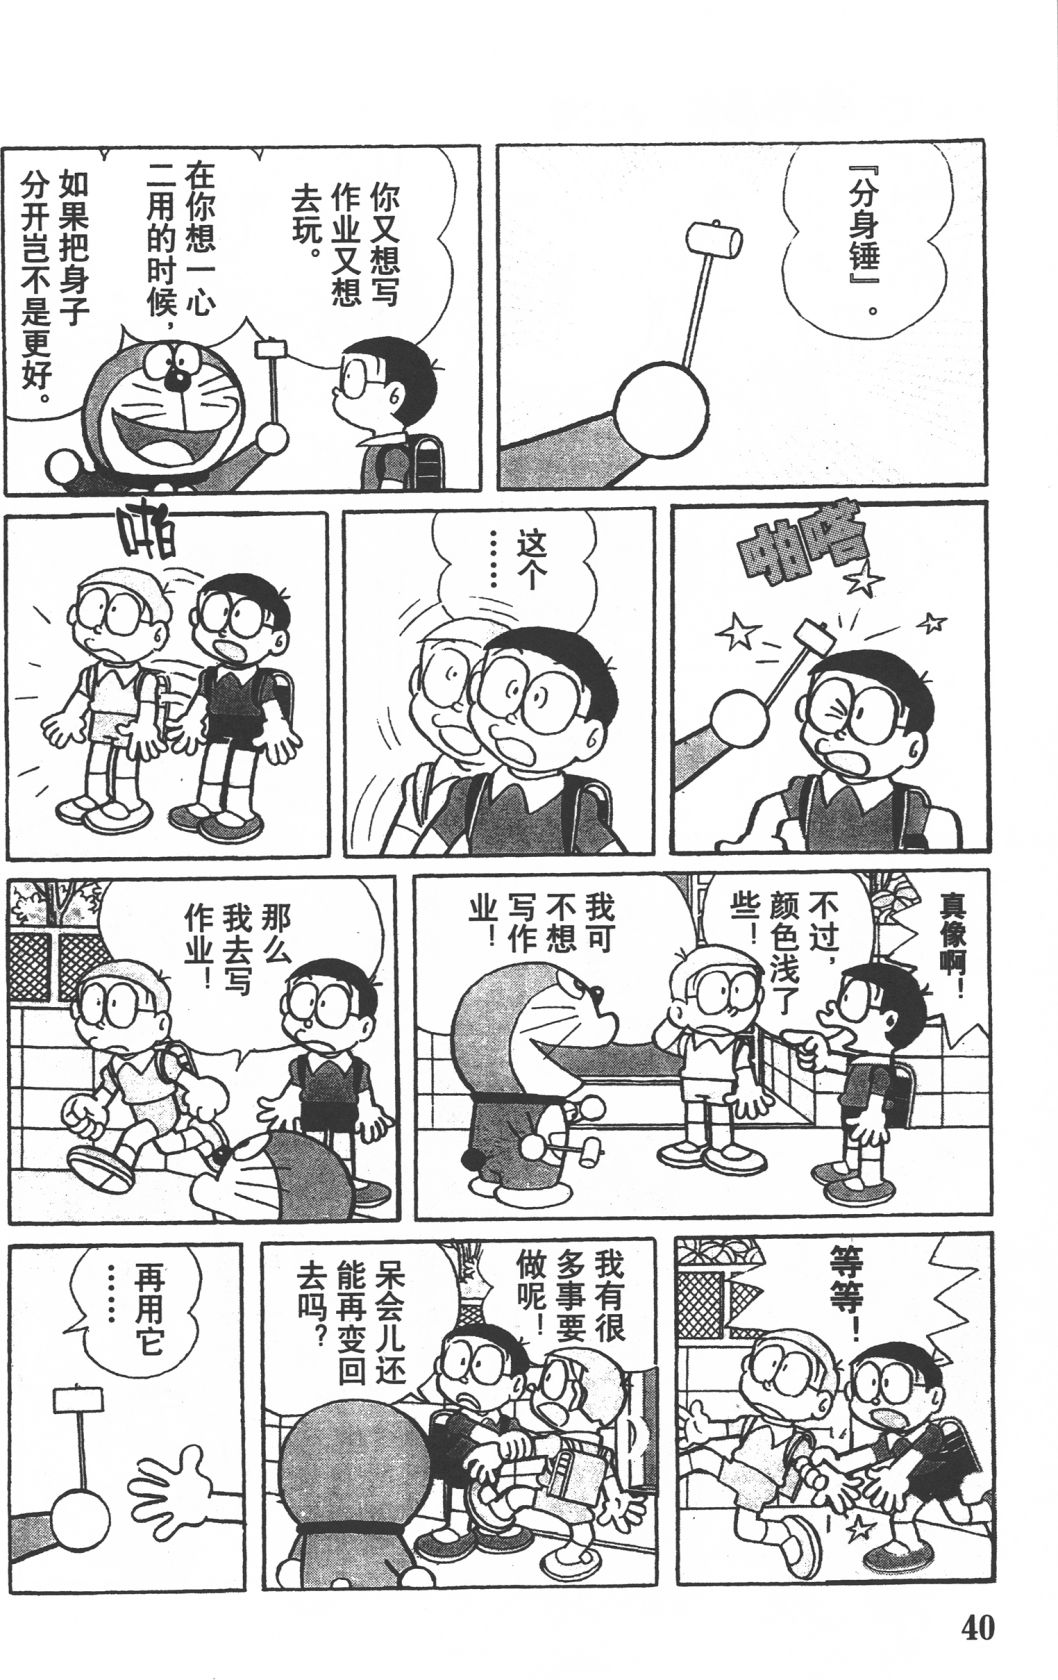 『分身锤』。
你又想写
作业又想
去玩。
在你想一心
二用的时候，
如果把身子
分开岂不是更好。
啪嗒
这个
……
啪
真像啊！
不过，
颜色浅了
些！
我可
不想
写作
业！
那么
我去写
作业！
等等！
我有很
多事要
做呢！
呆会儿还
能再变回
去吗？
再用它
……
40